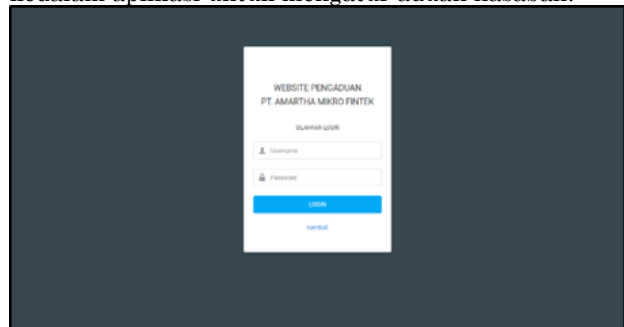 WEBSITE PENGADUAN
PT. AMARTHA MIKRO FINTEK
SILAHKAN LOGIN
Username
Password
LOGIN
Kembali